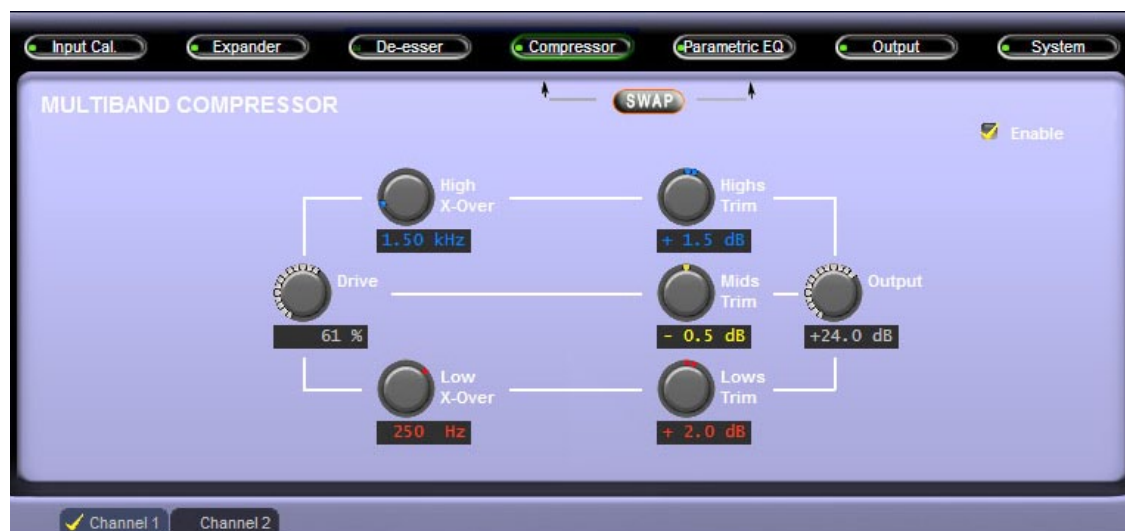 Input Cal. Expander De-esser Compressor Parametric EQ Output System
MULTIBAND COMPRESSOR
SWAP
Enable
High
X-Over
1.50 kHz
Highs
Trim
+ 1.5 dB
Drive
61 %
Mids
Trim
- 0.5 dB
Output
+24.0 dB
Low
X-Over
250 Hz
Lows
Trim
+ 2.0 dB
Channel 1 Channel 2